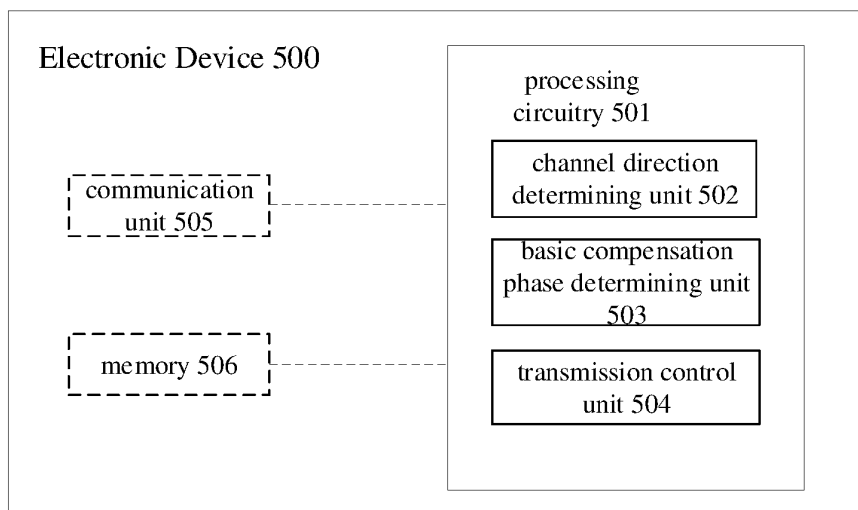 Electronic Device 500
processing
circuitry 501
channel direction
determining unit 502
communication
unit 505
basic compensation
phase determining unit
503
memory 506
transmission control
unit 504